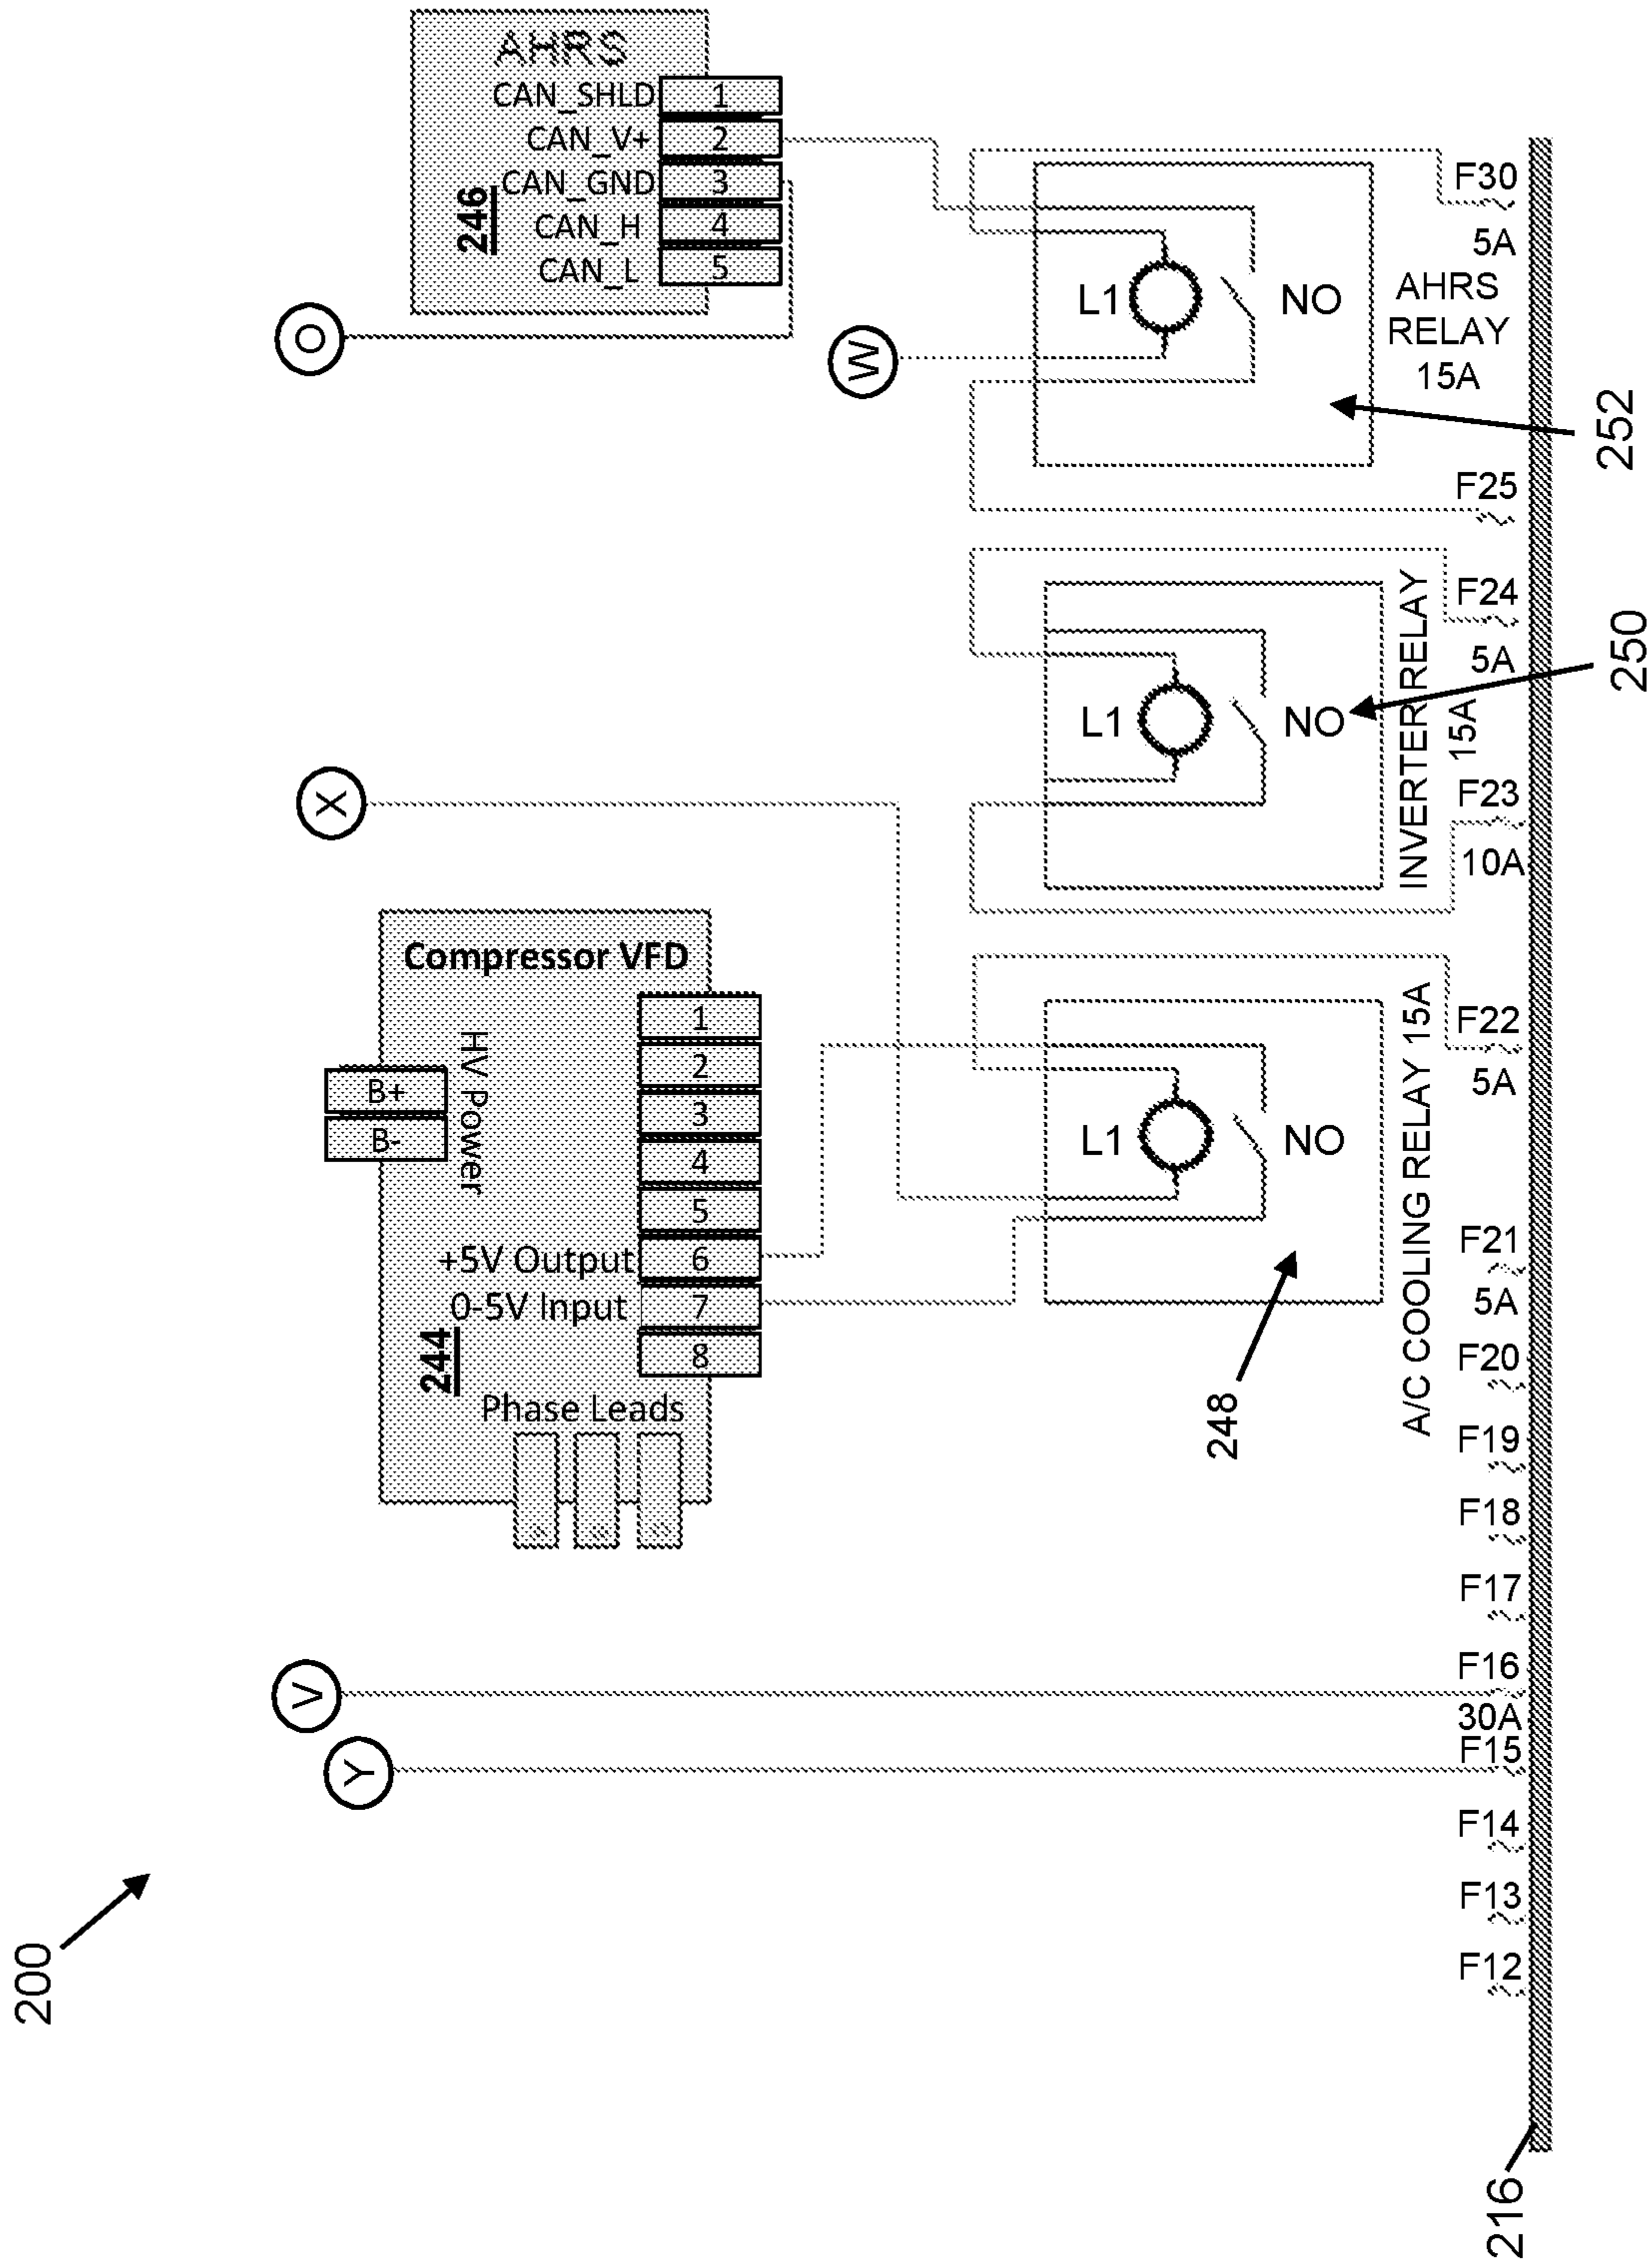 AHRS
CAN_SHLD 1
CAN_V+ 2
CAN_GND 3
CAN_H 4
CAN_L 5
246
O
W
L1
NO
F30
5A
AHRS
RELAY
15A
252
F25
X
L1
NO
INVERTER RELAY
15A
F24
5A
250
F23
10A
Compressor VFD
HV Power
B+
B-
1
2
3
4
5
+5V Output 6
0-5V Input 7
8
244
Phase Leads
L1
NO
248
A/C COOLING RELAY 15A
F22
5A
F21
5A
F20
F19
F18
F17
V
F16
30A
Y
F15
F14
F13
F12
200
216